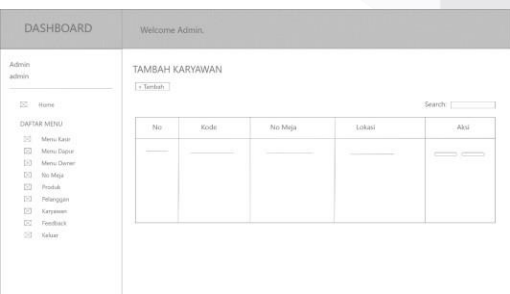 DASHBOARD
Welcome Admin.
Admin
admin
Home
DAFTAR MENU
Menu Kasir
Menu Dapur
Menu Owner
No Meja
Produk
Pelanggan
Karyawan
Feedback
Keluar
TAMBAH KARYAWAN
+ Tambah
Search:
No Kode No Meja Lokasi Aksi